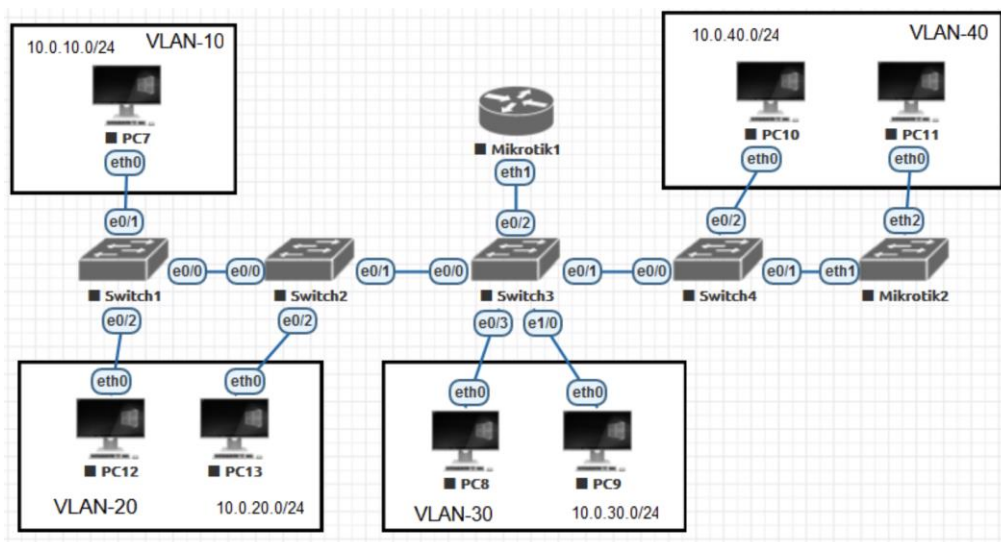 10.0.10.0/24
VLAN-10
PC7
eth0
e0/1
Mikrotik1
eth1
e0/2
10.0.40.0/24
VLAN-40
PC10
PC11
eth0
eth0
e0/2
eth2
e0/0
e0/0
e0/1
e0/0
e0/1
e0/0
e0/1
eth1
Switch1
Switch2
Switch3
Switch4
Mikrotik2
e0/2
e0/2
e0/3
e1/0
eth0
eth0
PC12
PC13
VLAN-20
10.0.20.0/24
eth0
eth0
PC8
PC9
VLAN-30
10.0.30.0/24